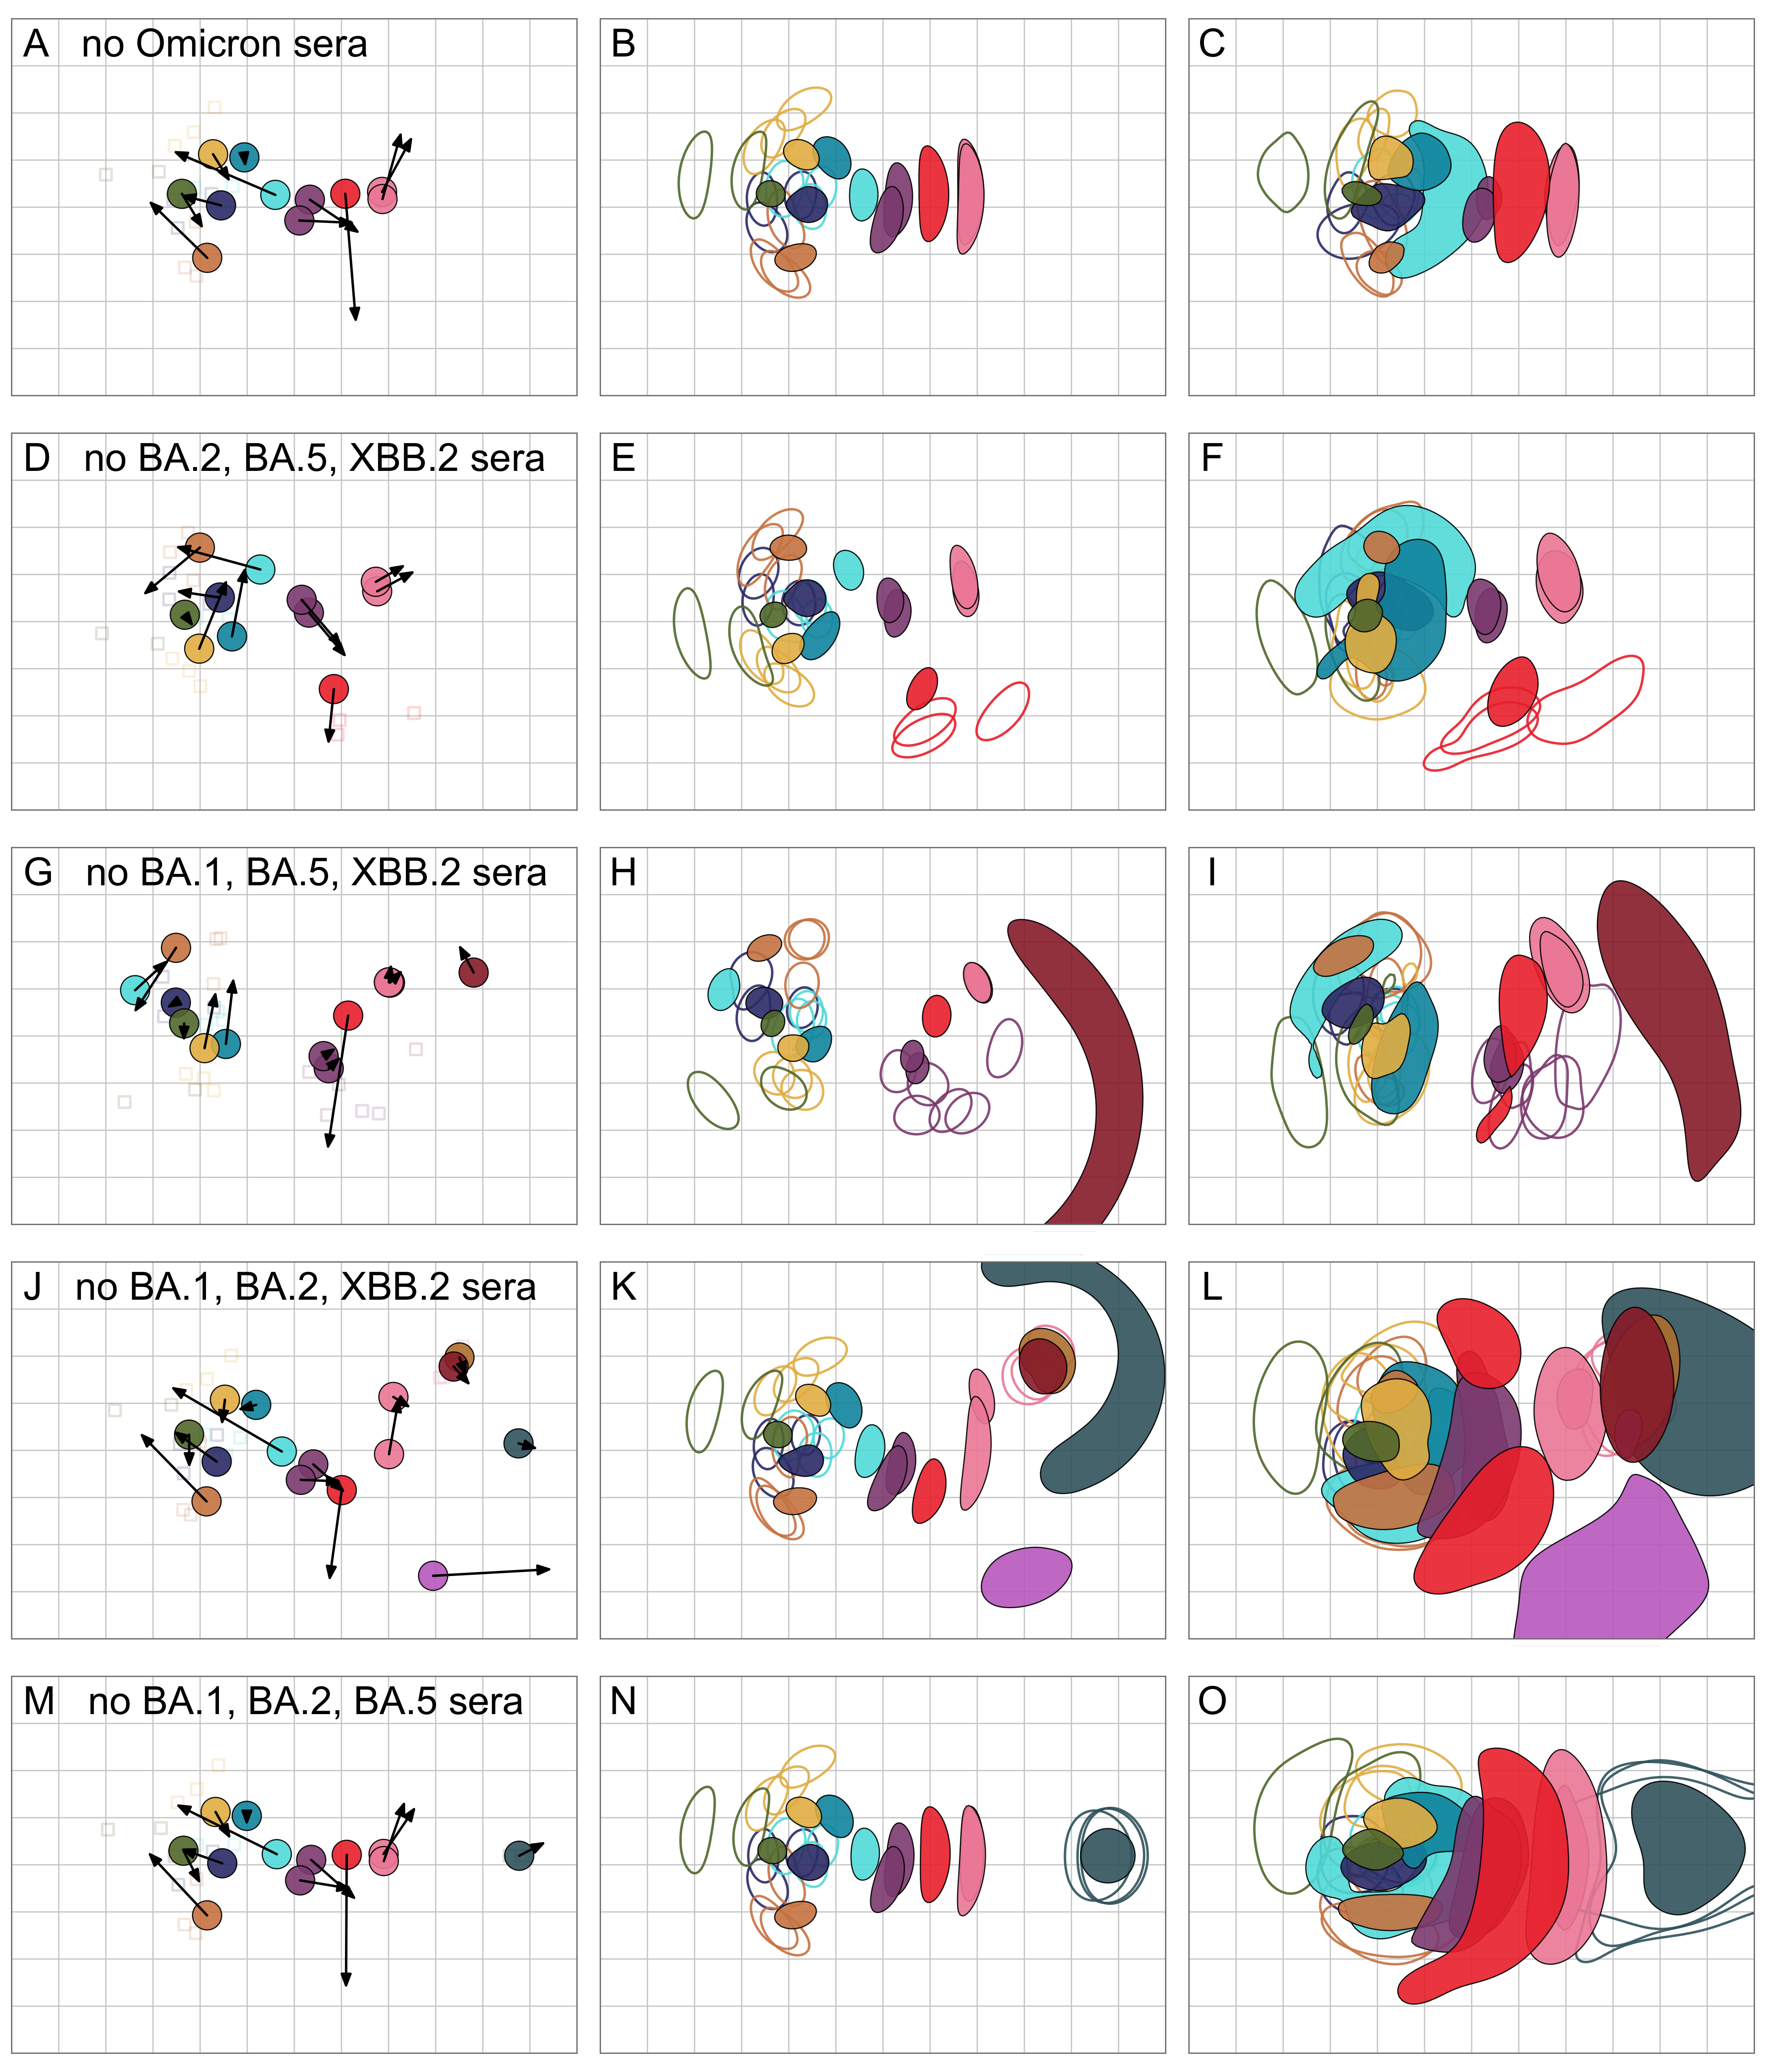 A no Omicron sera
B
C
D no BA.2, BA.5, XBB.2 sera
E
F
G no BA.1, BA.5, XBB.2 sera
H
I
J no BA.1, BA.2, XBB.2 sera
K
L
M no BA.1, BA.2, BA.5 sera
N
O